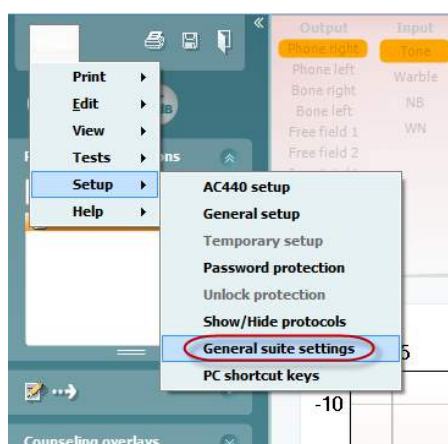 Output Input
Phone right Tone
Phone left Warble
Bone right NB
Bone left WN
Free field 1
Free field 2
Print
Edit
View
Tests
Setup
Help
ns
AC440 setup
General setup
Temporary setup
Password protection
Unlock protection
Show/Hide protocols
General suite settings
PC shortcut keys
5
-10
Counseling overlays